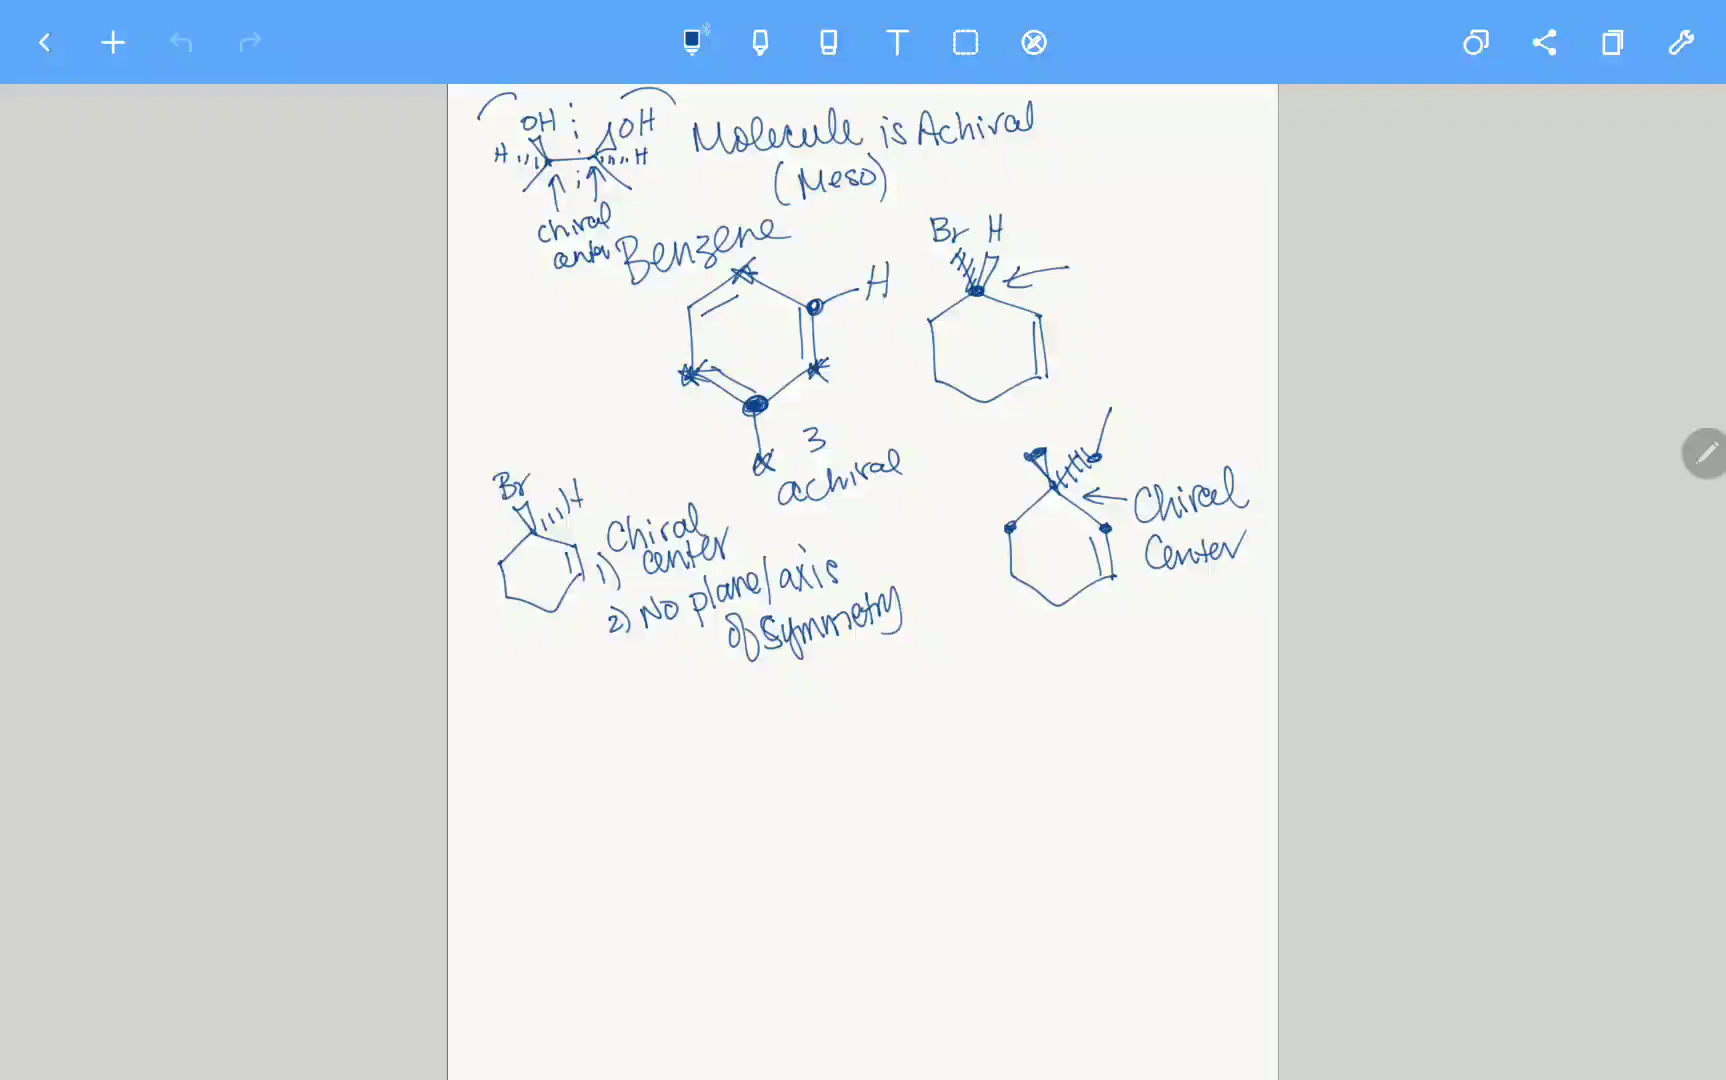 OH OH
H H
Molecule is Achiral
(Meso)
chiral
center
Benzene
H
3
achiral
Br H
Br H
1) Chiral
center
2) No plane/axis
of symmetry
Chiral
Center
T